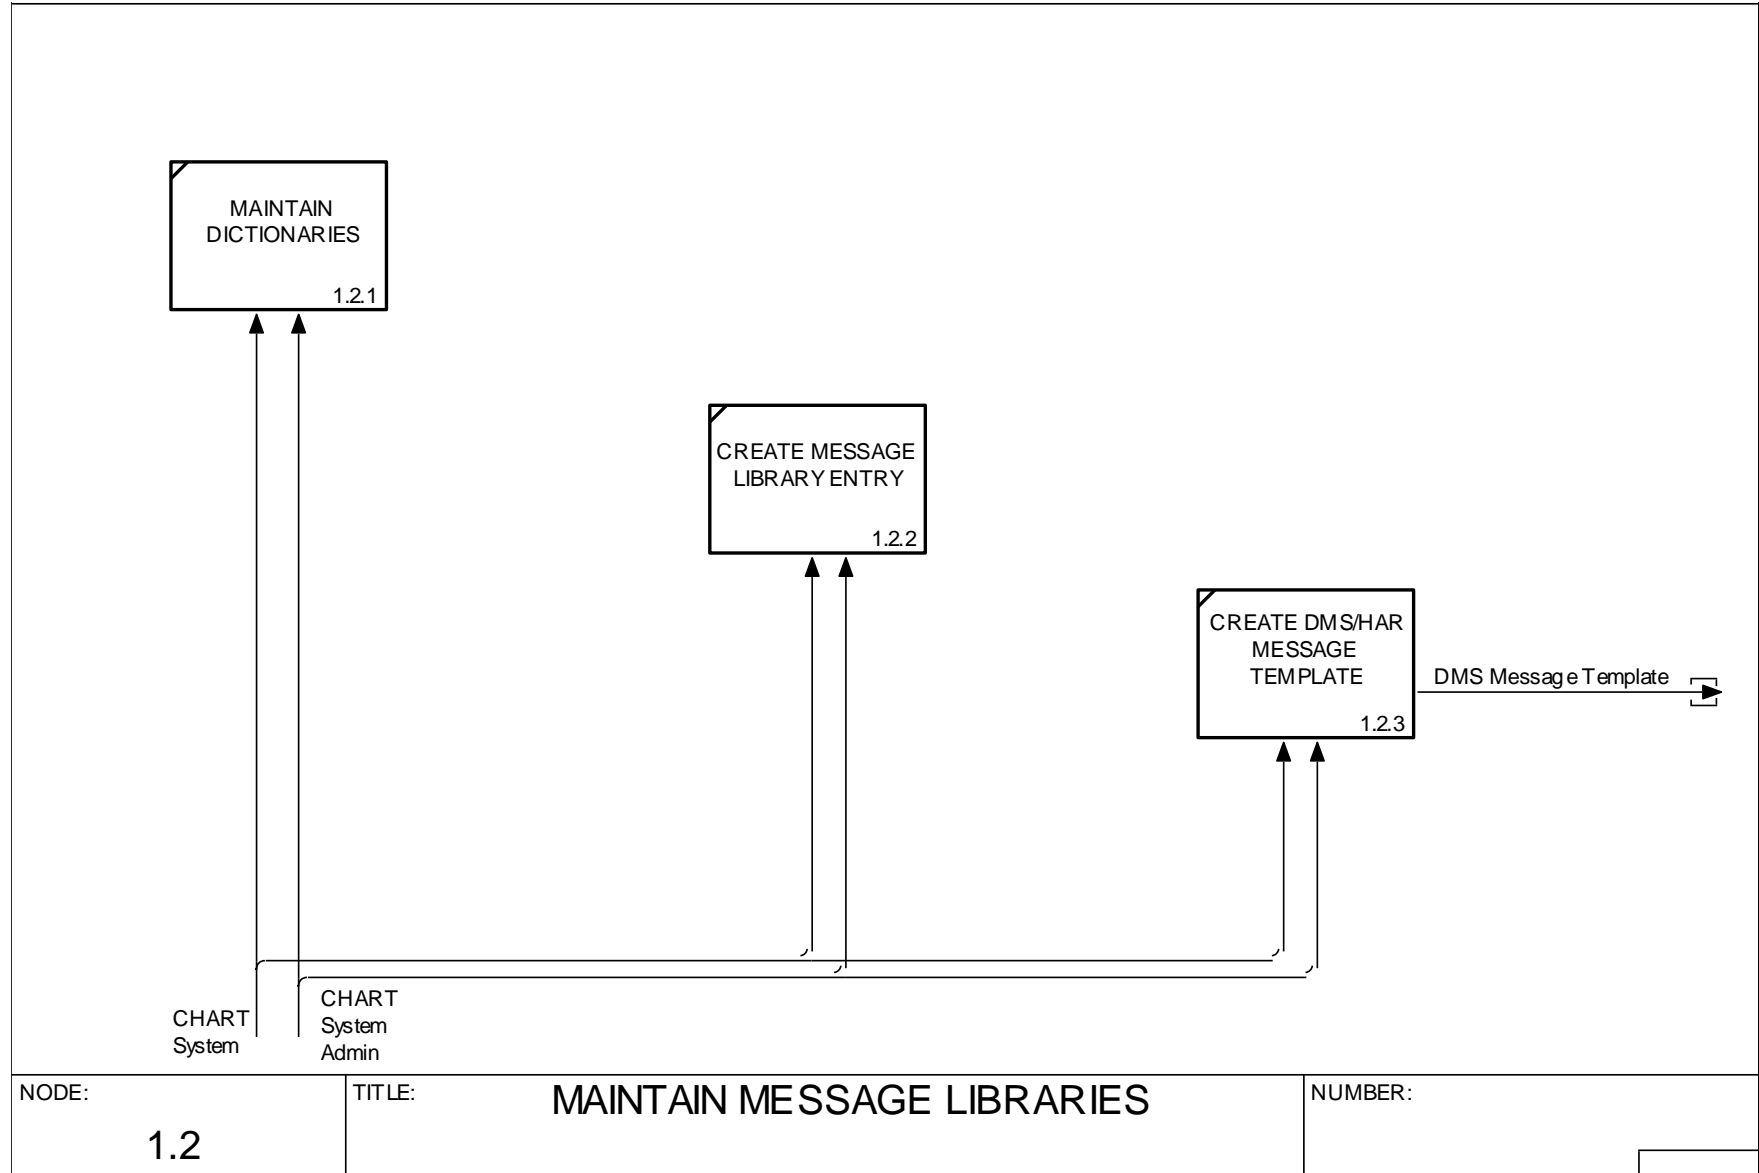 MAINTAIN
DICTIONARIES
1.2.1
CREATE MESSAGE
LIBRARY ENTRY
1.2.2
CREATE DMS/HAR
MESSAGE
TEMPLATE
1.2.3
DMS Message Template
CHART
System
CHART
System
Admin
NODE:
1.2
TITLE:
MAINTAIN MESSAGE LIBRARIES
NUMBER: